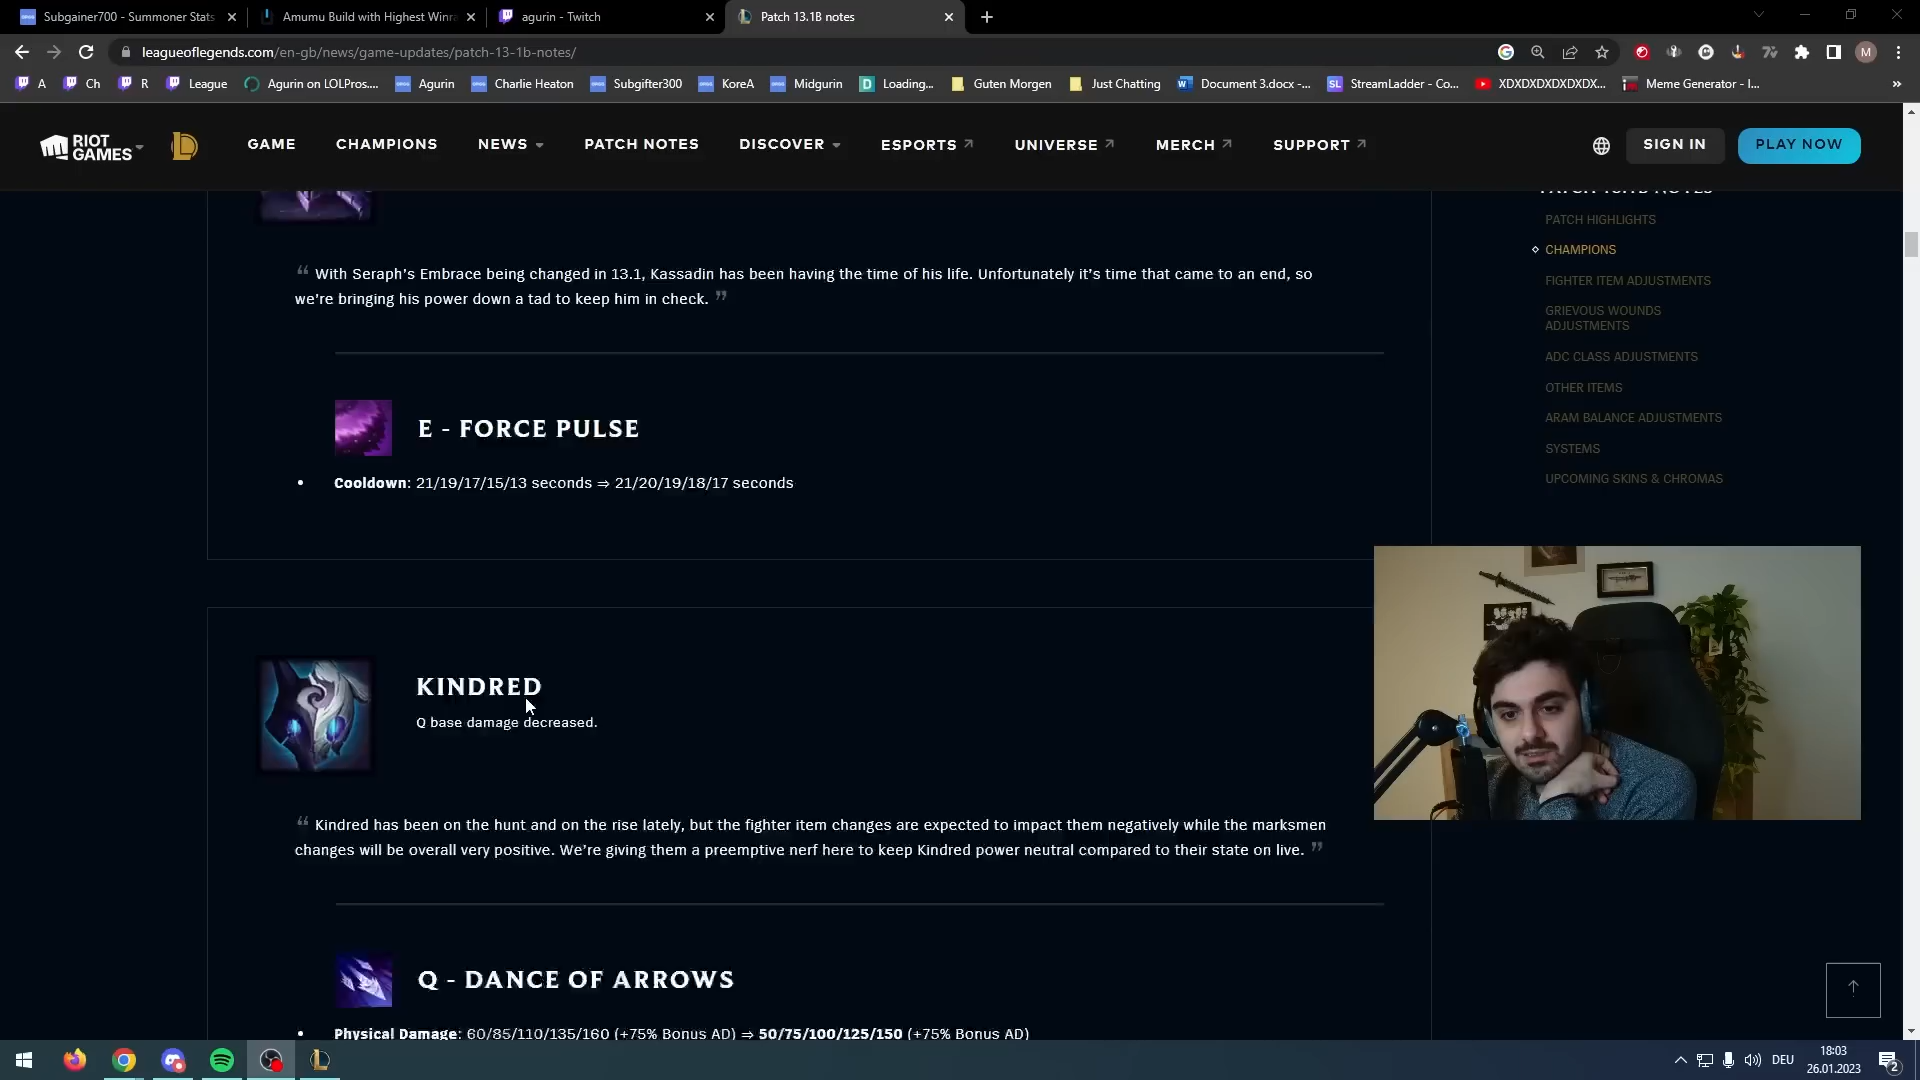 Subgainer700 - Summoner Stats
Amumu Build with Highest Winra
agurin - Twitch
Patch 13.1B notes
leagueoflegends.com/en-gb/news/game-updates/patch-13-1b-notes/
M
A
Ch
R
League
Agurin on LOLPros....
Agurin
Charlie Heaton
Subgifter300
KoreA
Midgurin
Loading...
Guten Morgen
Just Chatting
Document 3.docx -...
StreamLadder - Co...
XDXDXDXDXDXDX...
Meme Generator - I...
»
RIOT GAMES
GAME
CHAMPIONS
NEWS
PATCH NOTES
DISCOVER
ESPORTS
UNIVERSE
MERCH
SUPPORT
SIGN IN
PLAY NOW
PATCH 13.1B NOTES
PATCH HIGHLIGHTS
CHAMPIONS
FIGHTER ITEM ADJUSTMENTS
GRIEVOUS WOUNDS
ADJUSTMENTS
ADC CLASS ADJUSTMENTS
OTHER ITEMS
ARAM BALANCE ADJUSTMENTS
SYSTEMS
UPCOMING SKINS & CHROMAS
“ With Seraph's Embrace being changed in 13.1, Kassadin has been having the time of his life. Unfortunately it's time that came to an end, so
we're bringing his power down a tad to keep him in check. ”
E - FORCE PULSE
• Cooldown: 21/19/17/15/13 seconds ⇒ 21/20/19/18/17 seconds
KINDRED
Q base damage decreased.
“ Kindred has been on the hunt and on the rise lately, but the fighter item changes are expected to impact them negatively while the marksmen
changes will be overall very positive. We're giving them a preemptive nerf here to keep Kindred power neutral compared to their state on live. ”
Q - DANCE OF ARROWS
• Physical Damage: 60/85/110/135/160 (+75% Bonus AD) ⇒ 50/75/100/125/150 (+75% Bonus AD)
DEU
18:03
26.01.2023
2